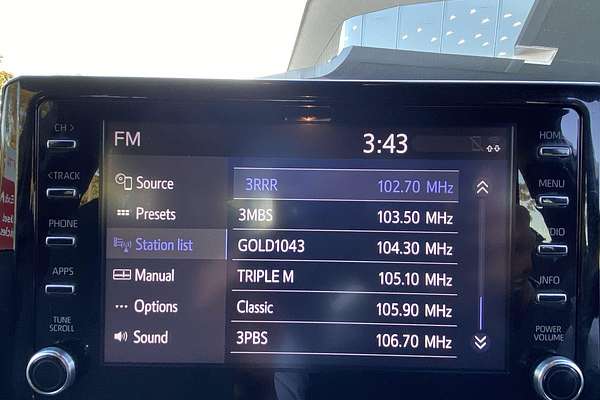 CH >
<TRACK
PHONE
APPS
TUNE
SCROLL
FM
3:43
Source
Presets
Station list
Manual
Options
Sound
3RRR 102.70 MHz
3MBS 103.50 MHz
GOLD1043 104.30 MHz
TRIPLE M 105.10 MHz
Classic 105.90 MHz
3PBS 106.70 MHz
HOME
MENU
INFO
POWER
VOLUME